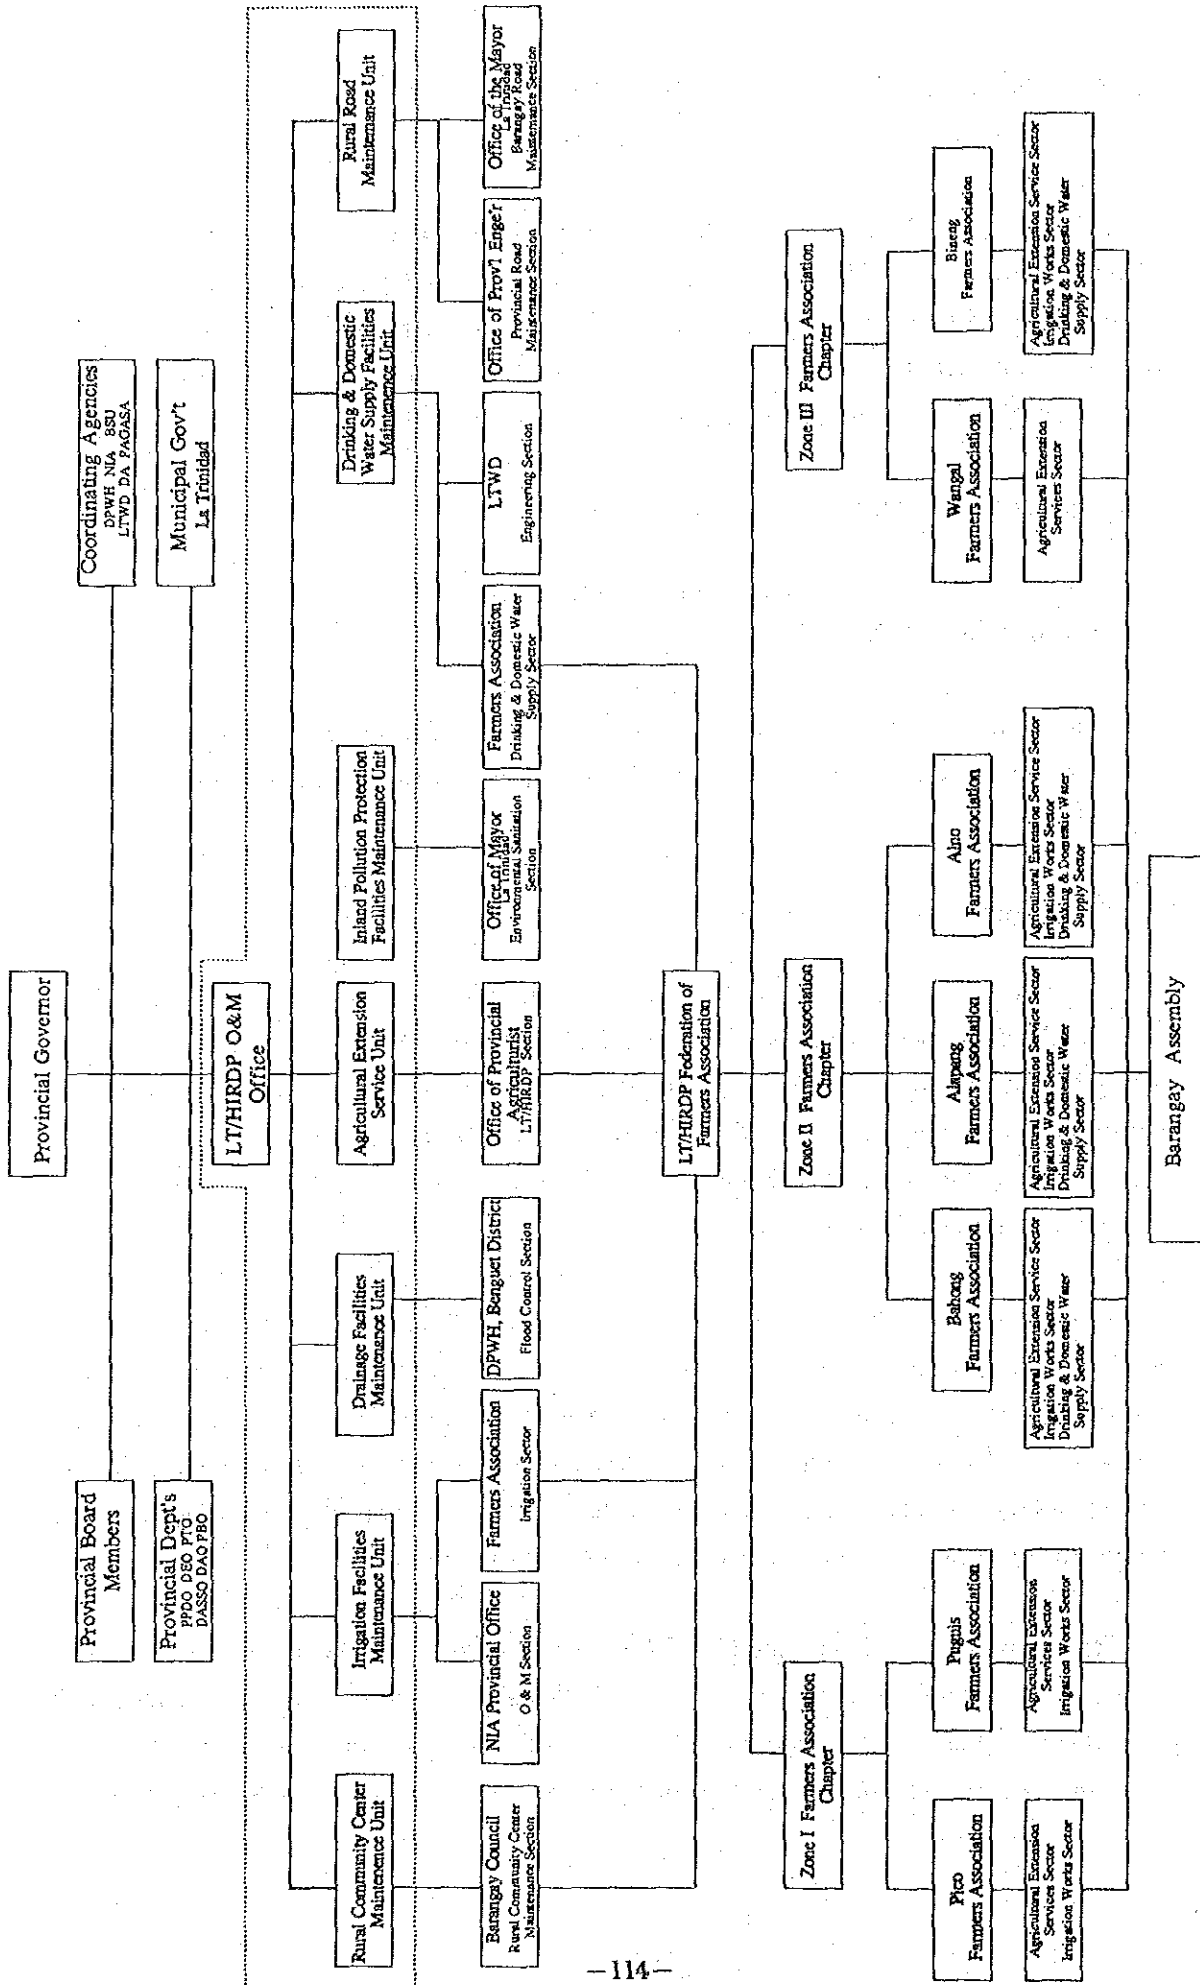 Provincial Governor
Provincial Board
Members
Coordinating Agencies
DPWH NIA BSU
LTWD DA PAGASA
Provincial Dept's
PPDO DEO PTO
DASSO DAO PBO
Municipal Gov't
La Trinidad
LT/HIRDP O&M
Office
Rural Community Center
Maintenence Unit
Irrigation Facilities
Maintenance Unit
Drainage Facilities
Maintenance Unit
Agricultural Extension
Service Unit
Inland Pollution Protection
Facilities Maintenance Unit
Drinking & Domestic
Water Supply Facilities
Maintenence Unit
Rural Road
Maintenance Unit
Barangay Council
Rural Community Center
Maintenance Section
NIA Provincial Office
O & M Section
Farmers Association
Irrigation Sector
DPWH, Benguet District
Flood Control Section
Office of Provincial
Agriculturist
LT/HIRDP Section
Office of Mayor
La Trinidad
Environmental Sanitation
Section
Farmers Association
Drinking & Domestic Water
Supply Sector
LTWD
Engineering Section
Office of Prov'l Enge'r
Provincial Road
Maintenance Section
Office of the Mayor
La Trinidad
Barangay Road
Maintenance Section
LT/HIRDP Federation of
Farmers Association
Zone I Farmers Association
Chapter
Zone II Farmers Association
Chapter
Zone III Farmers Association
Chapter
Pico
Farmers Association
Puguis
Farmers Association
Bahong
Farmers Association
Alapang
Farmers Association
Alno
Farmers Association
Wangal
Farmers Association
Bineng
Farmers Association
Agricultural Extension
Services Sector
Irrigation Works Sector
Agricultural Extension
Services Sector
Irrigation Works Sector
Agricultural Extension Service Sector
Irrigation Works Sector
Drinking & Domestic Water
Supply Sector
Agricultural Extension Service Sector
Irrigation Works Sector
Drinking & Domestic Water
Supply Sector
Agricultural Extension Service Sector
Irrigation Works Sector
Drinking & Domestic Water
Supply Sector
Agricultural Extension
Services Sector
Agricultural Extension Service Sector
Irrigation Works Sector
Drinking & Domestic Water
Supply Sector
Barangay Assembly
—114—